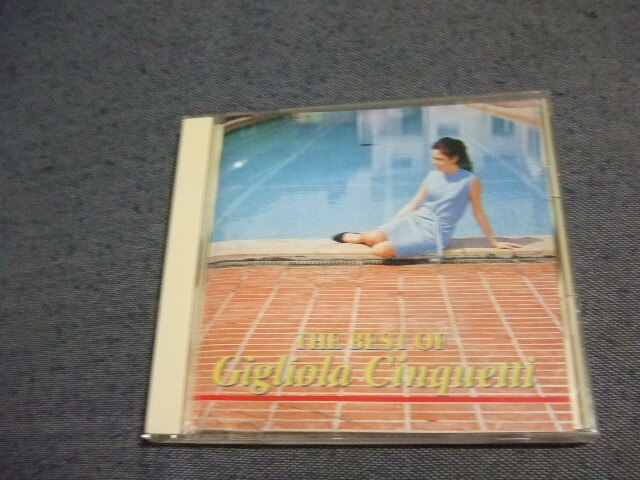 THE BEST OF
Gigliola Cinquetti